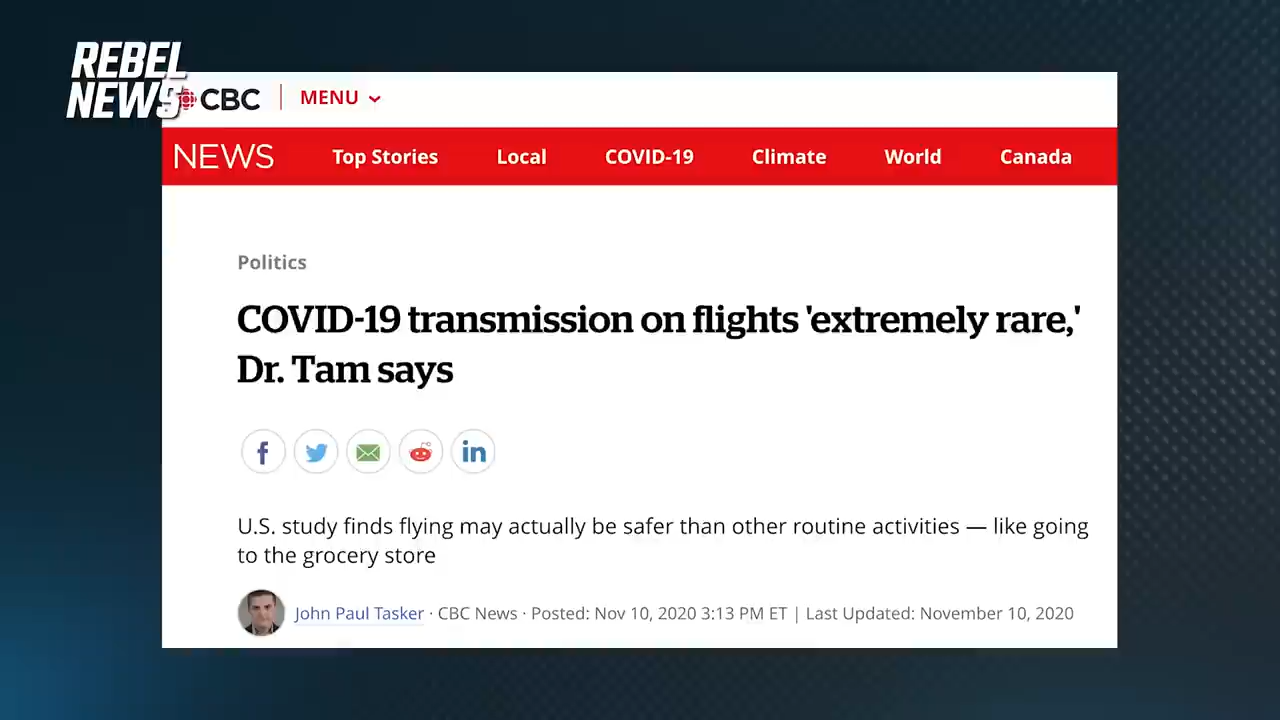 REBEL
NEWS
CBC
MENU
NEWS
Top Stories
Local
COVID-19
Climate
World
Canada
Politics
COVID-19 transmission on flights 'extremely rare,'
Dr. Tam says
U.S. study finds flying may actually be safer than other routine activities — like going
to the grocery store
John Paul Tasker · CBC News · Posted: Nov 10, 2020 3:13 PM ET | Last Updated: November 10, 2020